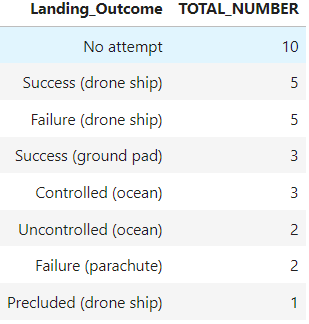 Landing_Outcome TOTAL_NUMBER
No attempt 10
Success (drone ship) 5
Failure (drone ship) 5
Success (ground pad) 3
Controlled (ocean) 3
Uncontrolled (ocean) 2
Failure (parachute) 2
Precluded (drone ship) 1